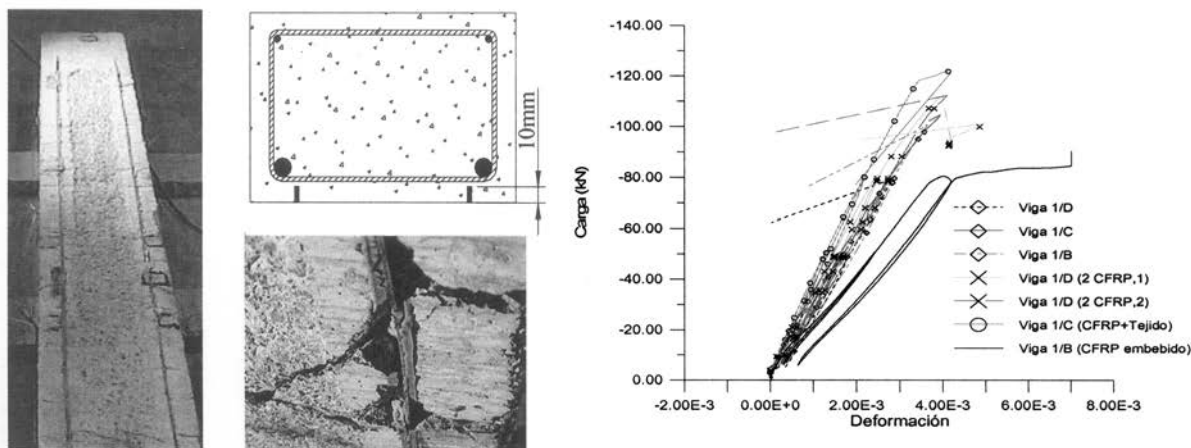 10mm
-140.00
-120.00
-100.00
-80.00
-60.00
-40.00
-20.00
0.00
Carga (kN)
-2.00E-3
0.00E+0
2.00E-3
4.00E-3
6.00E-3
8.00E-3
Deformación
Viga 1/D
Viga 1/C
Viga 1/B
Viga 1/D (2 CFRP,1)
Viga 1/D (2 CFRP,2)
Viga 1/C (CFRP+Tejido)
Viga 1/B (CFRP embebido)